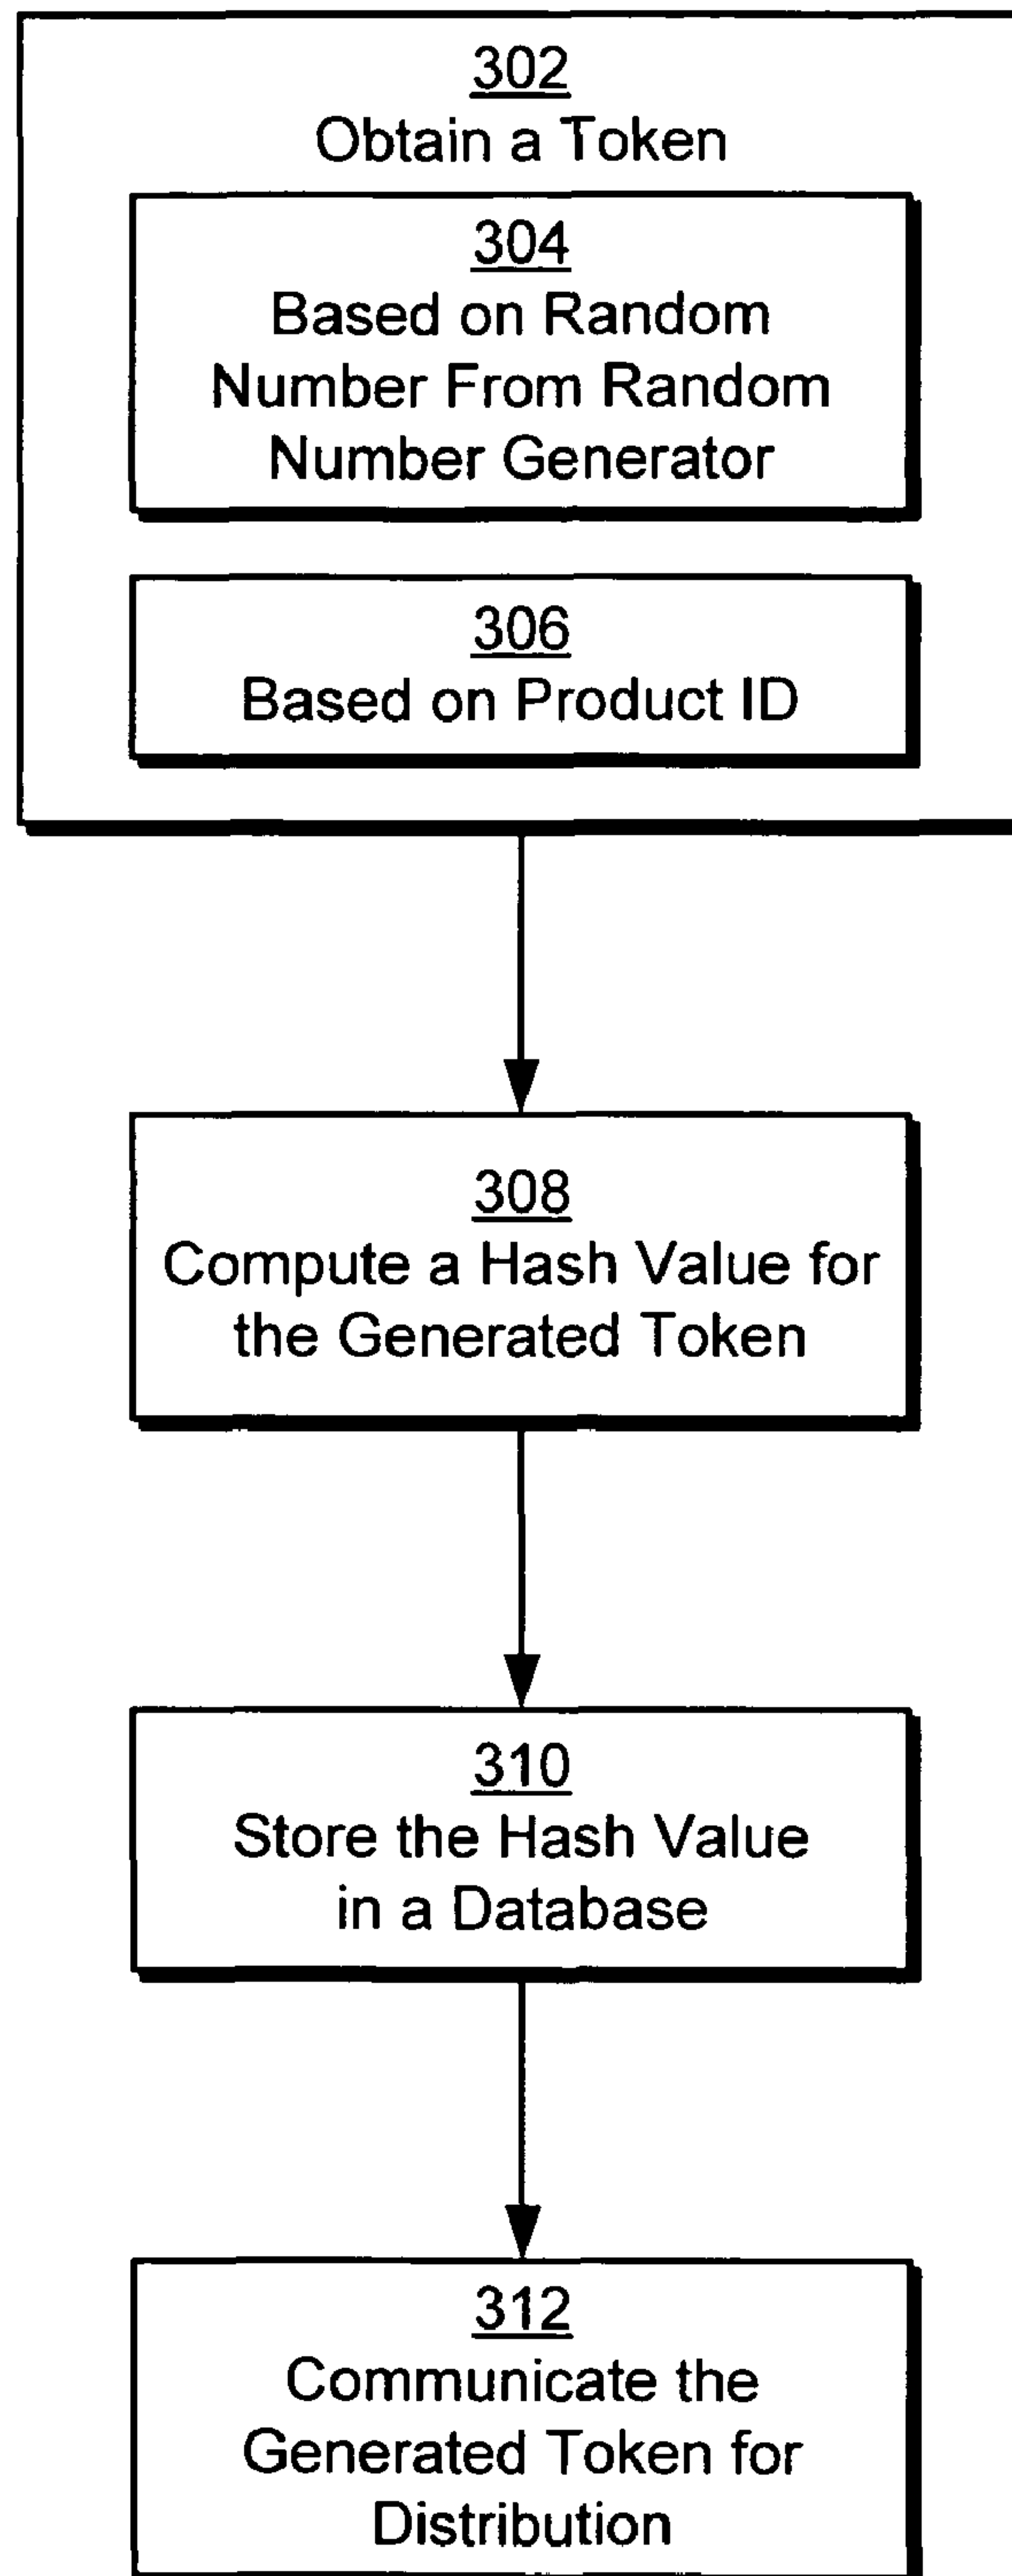 302
Obtain a Token
304
Based on Random
Number From Random
Number Generator
306
Based on Product ID
308
Compute a Hash Value for
the Generated Token
310
Store the Hash Value
in a Database
312
Communicate the
Generated Token for
Distribution